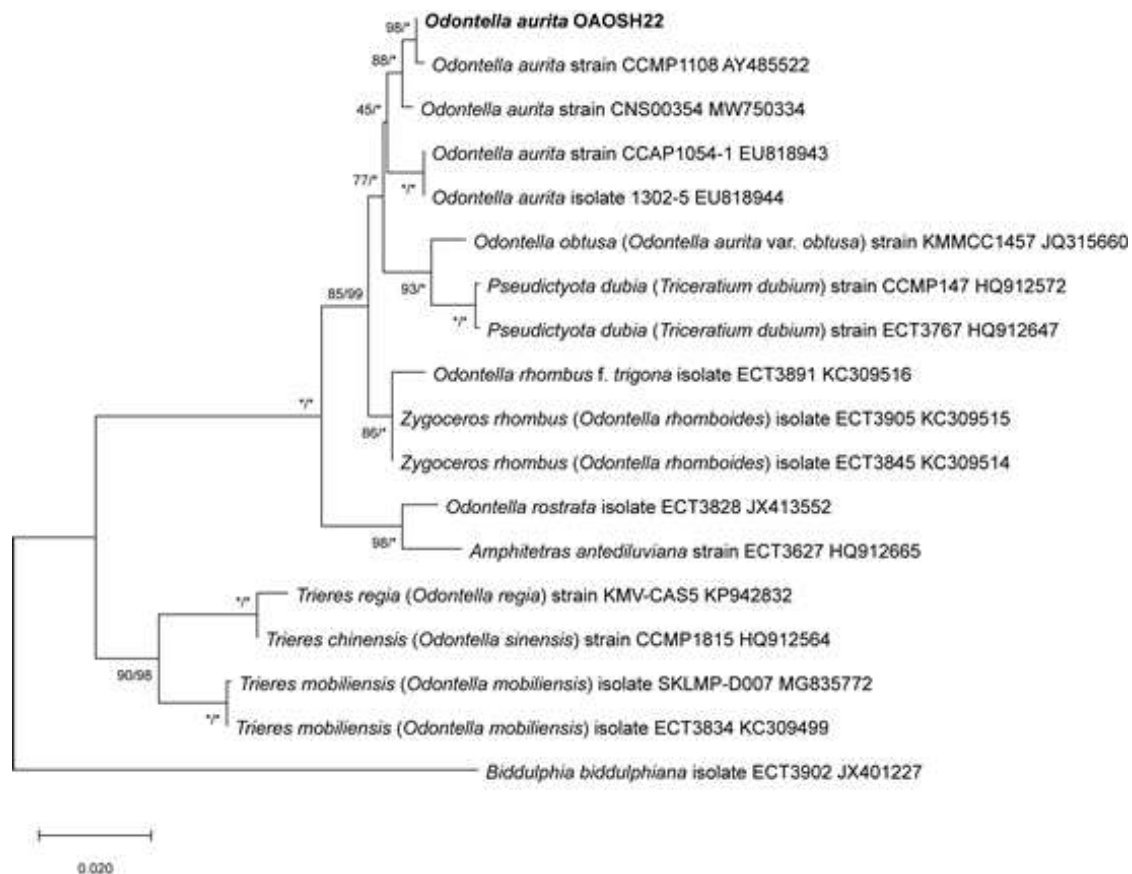 98/*
Odontella aurita OAOSH22
88/*
Odontella aurita strain CCMP1108 AY485522
45/*
Odontella aurita strain CNS00354 MW750334
Odontella aurita strain CCAP1054-1 EU818943
77/*
*/*
Odontella aurita isolate 1302-5 EU818944
Odontella obtusa (Odontella aurita var. obtusa) strain KMMCC1457 JQ315660
93/*
Pseudictyota dubia (Triceratium dubium) strain CCMP147 HQ912572
85/99
*/*
Pseudictyota dubia (Triceratium dubium) strain ECT3767 HQ912647
Odontella rhombus f. trigona isolate ECT3891 KC309516
*/*
Zygoceros rhombus (Odontella rhomboides) isolate ECT3905 KC309515
86/*
Zygoceros rhombus (Odontella rhomboides) isolate ECT3845 KC309514
Odontella rostrata isolate ECT3828 JX413552
98/*
Amphitetras antediluviana strain ECT3627 HQ912665
*/*
Trieres regia (Odontella regia) strain KMV-CAS5 KP942832
Trieres chinensis (Odontella sinensis) strain CCMP1815 HQ912564
90/98
Trieres mobiliensis (Odontella mobiliensis) isolate SKLMP-D007 MG835772
*/*
Trieres mobiliensis (Odontella mobiliensis) isolate ECT3834 KC309499
Biddulphia biddulphiana isolate ECT3902 JX401227
0.020